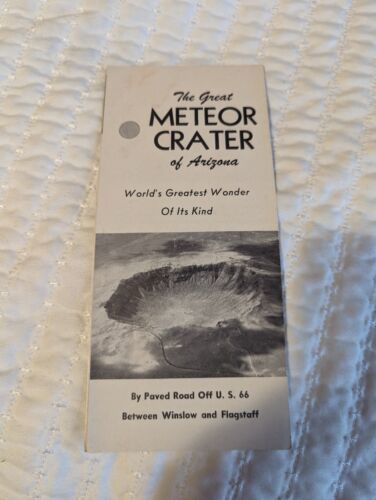 The Great
METEOR
CRATER
of Arizona
World's Greatest Wonder
Of Its Kind
By Paved Road Off U. S. 66
Between Winslow and Flagstaff